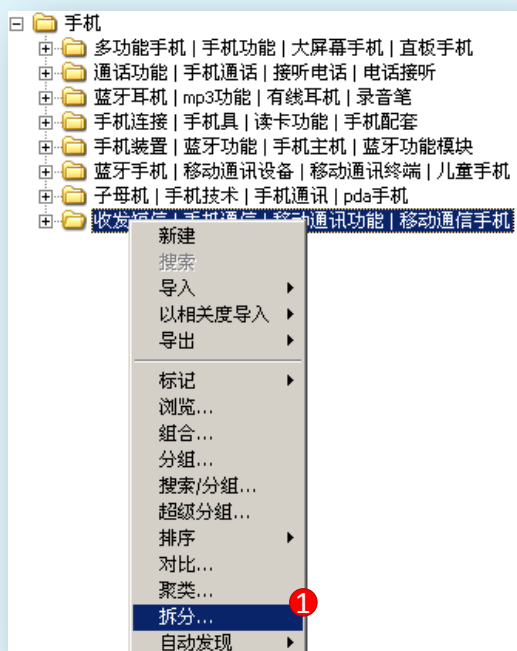 手机
多功能手机 | 手机功能 | 大屏幕手机 | 直板手机
通话功能 | 手机通话 | 接听电话 | 电话接听
蓝牙耳机 | mp3功能 | 有线耳机 | 录音笔
手机连接 | 手机具 | 读卡功能 | 手机配套
手机装置 | 蓝牙功能 | 手机主机 | 蓝牙功能模块
蓝牙手机 | 移动通讯设备 | 移动通讯终端 | 儿童手机
子母机 | 手机技术 | 手机通讯 | pda手机
收发短信 | 手机通信 | 移动通讯功能 | 移动通信手机
新建
搜索
导入
以相关度导入
导出
标记
浏览...
组合...
分组...
搜索/分组...
超级分组...
排序
对比...
聚类...
拆分...
1
自动发现